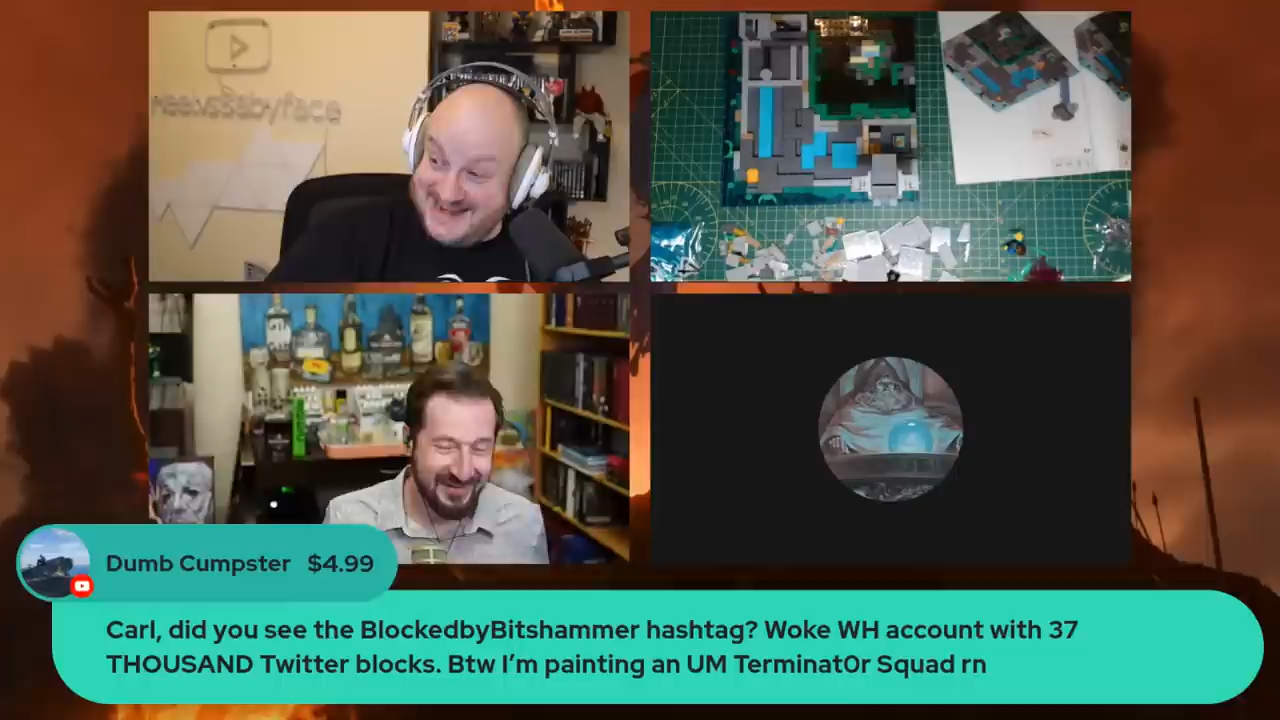 Dumb Cumpster $4.99
Carl, did you see the BlockedbyBitshammer hashtag? Woke WH account with 37
THOUSAND Twitter blocks. Btw I'm painting an UM Terminat0r Squad rn